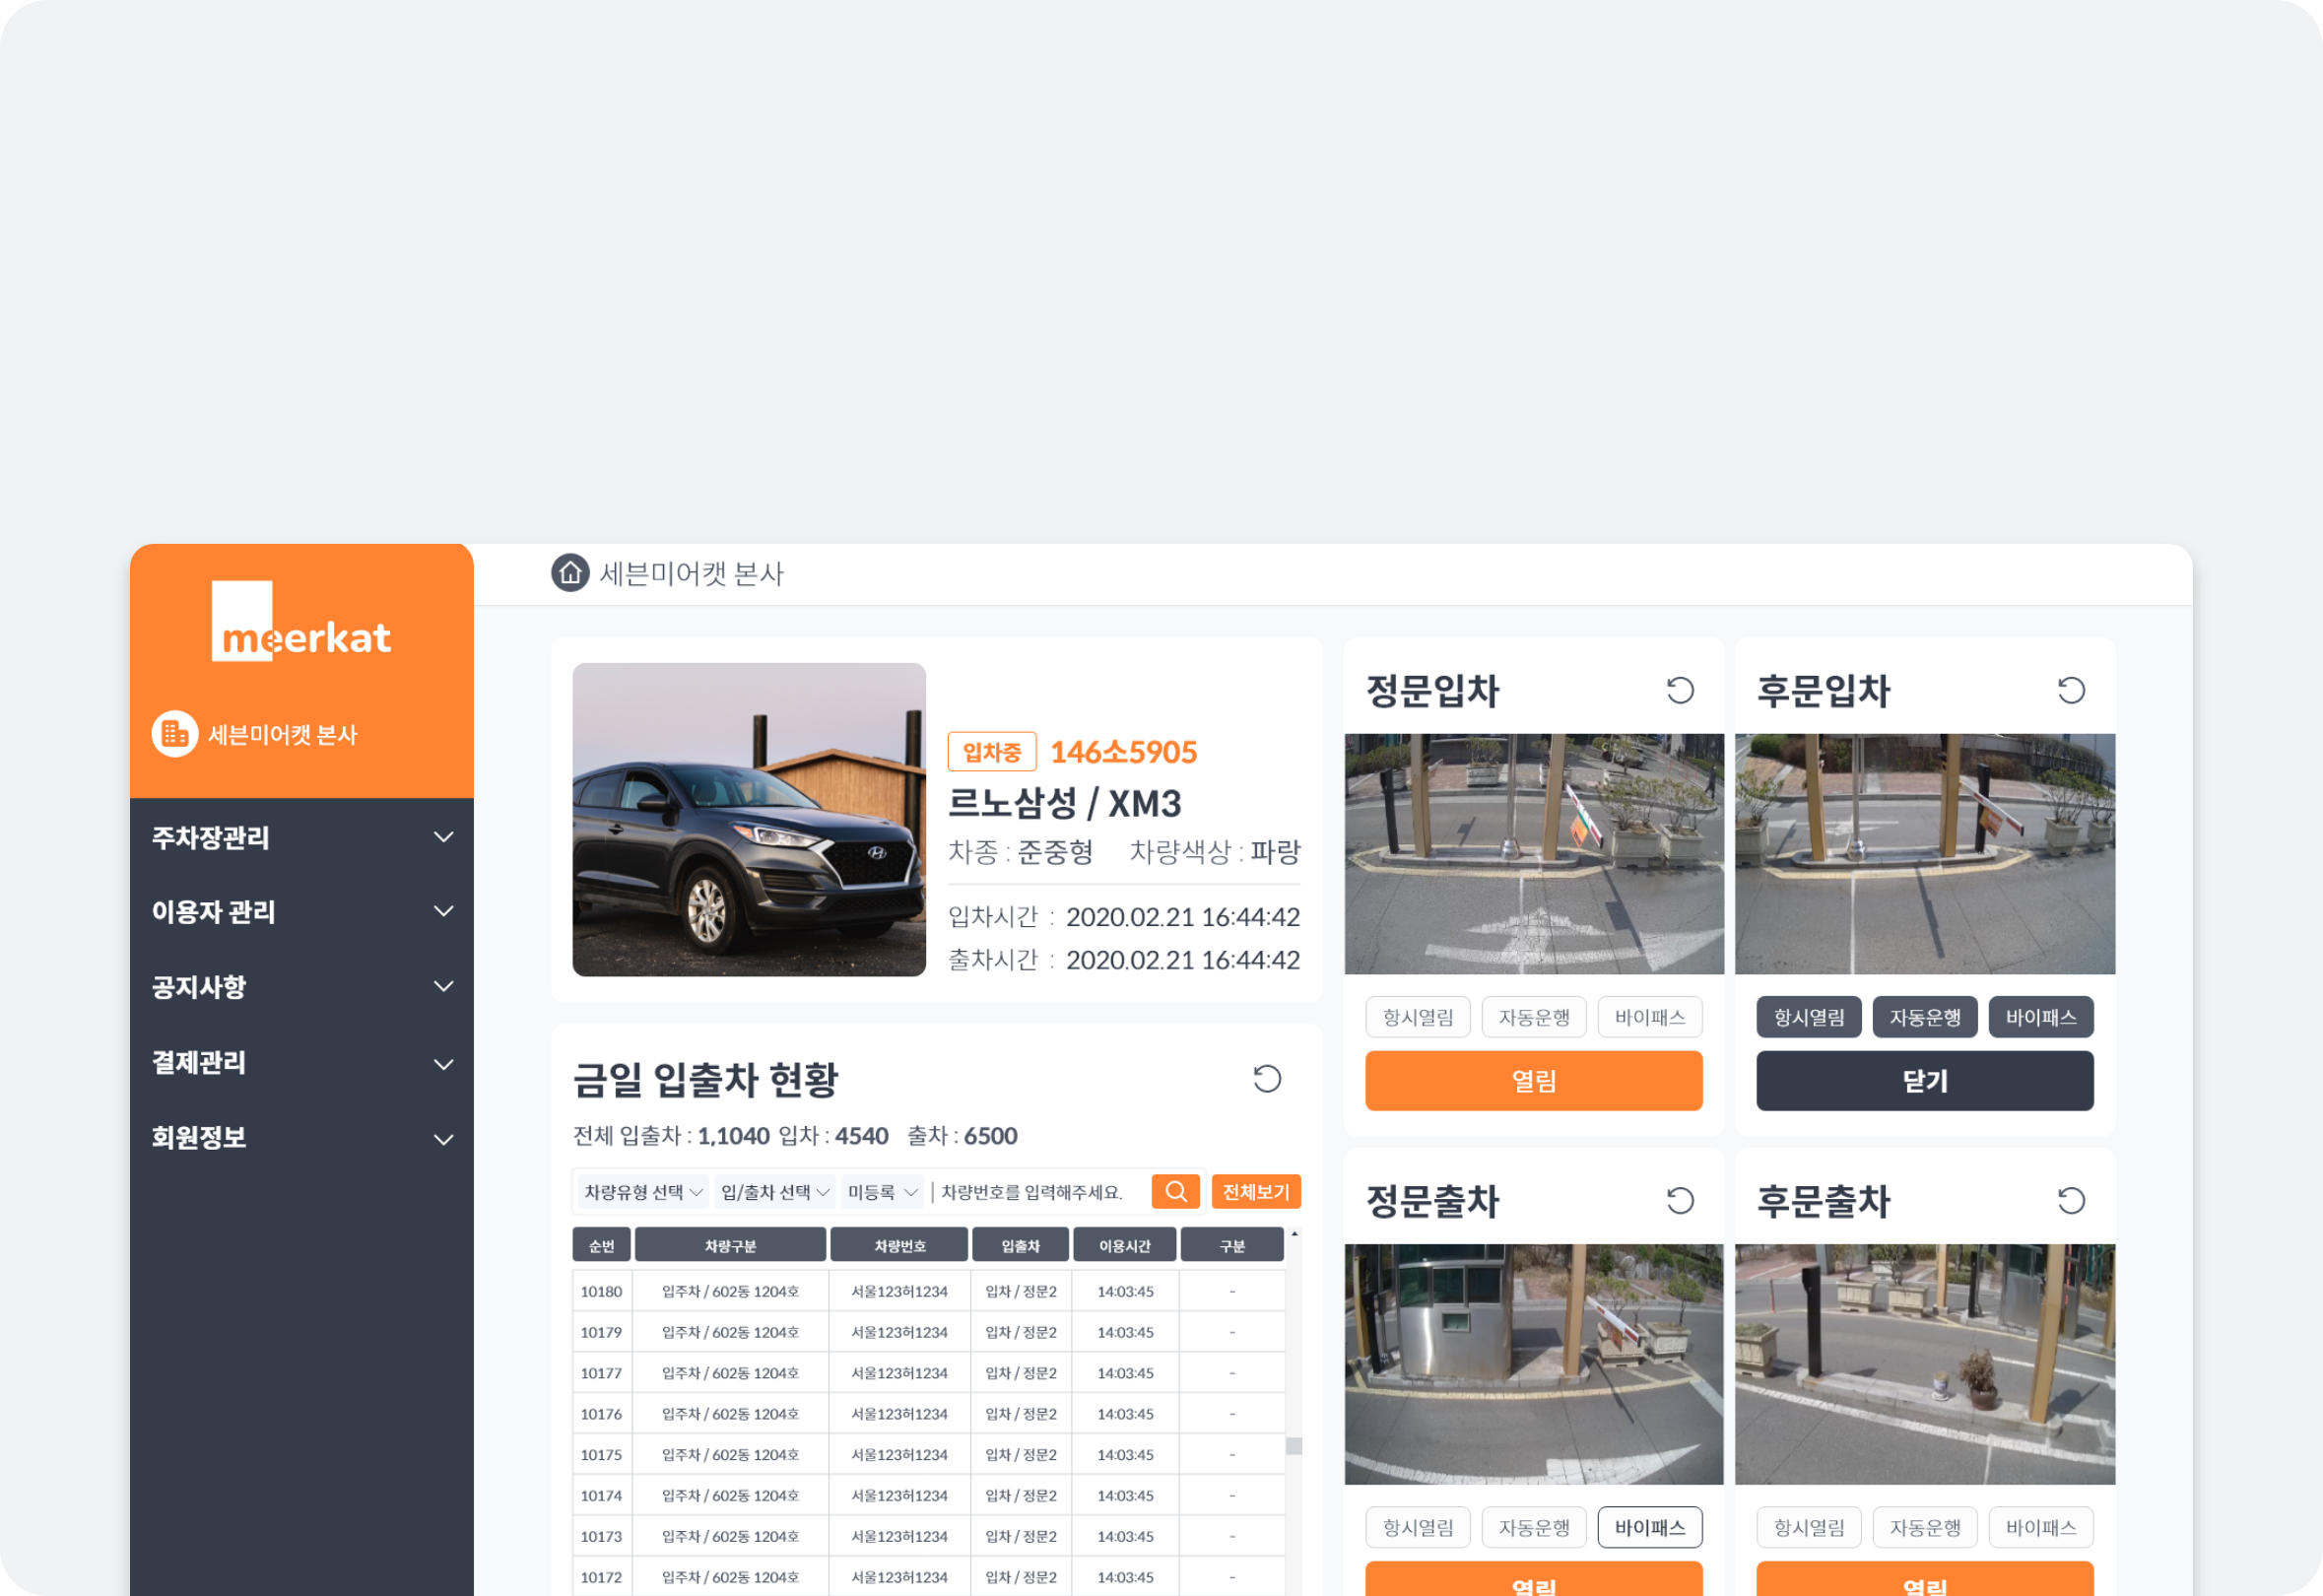 meerkat
세븐미어캣 본사
주차장관리
이용자 관리
공지사항
결제관리
회원정보
세븐미어캣 본사
입차중 146소5905
르노삼성 / XM3
차종 : 준중형 차량색상 : 파랑
입차시간 : 2020.02.21 16:44:42
출차시간 : 2020.02.21 16:44:42
금일 입출차 현황
전체 입출차 : 1,1040 입차 : 4540 출차 : 6500
차량유형 선택 입/출차 선택 미등록 | 차량번호를 입력해주세요. 전체보기
순번 차량구분 차량번호 입출차 이용시간 구분
10180 입주차 / 602동 1204호 서울123허1234 입차 / 정문2 14:03:45 -
10179 입주차 / 602동 1204호 서울123허1234 입차 / 정문2 14:03:45 -
10177 입주차 / 602동 1204호 서울123허1234 입차 / 정문2 14:03:45 -
10176 입주차 / 602동 1204호 서울123허1234 입차 / 정문2 14:03:45 -
10175 입주차 / 602동 1204호 서울123허1234 입차 / 정문2 14:03:45 -
10174 입주차 / 602동 1204호 서울123허1234 입차 / 정문2 14:03:45 -
10173 입주차 / 602동 1204호 서울123허1234 입차 / 정문2 14:03:45 -
10172 입주차 / 602동 1204호 서울123허1234 입차 / 정문2 14:03:45 -
정문입차
항시열림 자동운행 바이패스
열림
후문입차
항시열림 자동운행 바이패스
닫기
정문출차
항시열림 자동운행 바이패스
열림
후문출차
항시열림 자동운행 바이패스
열림